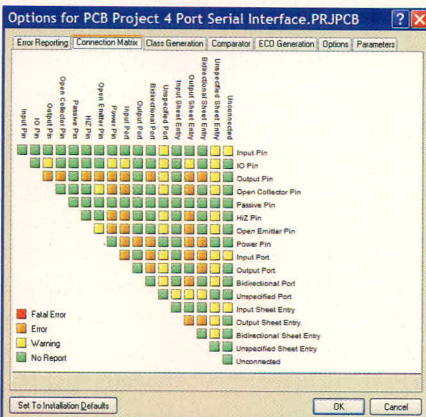 Options for PCB Project 4 Port Serial Interface.PRJPCB
Error Reporting
Connection Matrix
Class Generation
Comparator
ECO Generation
Options
Parameters
Input Pin
IO Pin
Output Pin
Open Collector Pin
Passive Pin
HiZ Pin
Open Emitter Pin
Power Pin
Input Port
Output Port
Bidirectional Port
Unspecified Port
Input Sheet Entry
Output Sheet Entry
Bidirectional Sheet Entry
Unspecified Sheet Entry
Unconnected
Input Pin
IO Pin
Output Pin
Open Collector Pin
Passive Pin
HiZ Pin
Open Emitter Pin
Power Pin
Input Port
Output Port
Bidirectional Port
Unspecified Port
Input Sheet Entry
Output Sheet Entry
Bidirectional Sheet Entry
Unspecified Sheet Entry
Unconnected
Fatal Error
Error
Warning
No Report
Set To Installation Defaults
OK
Cancel